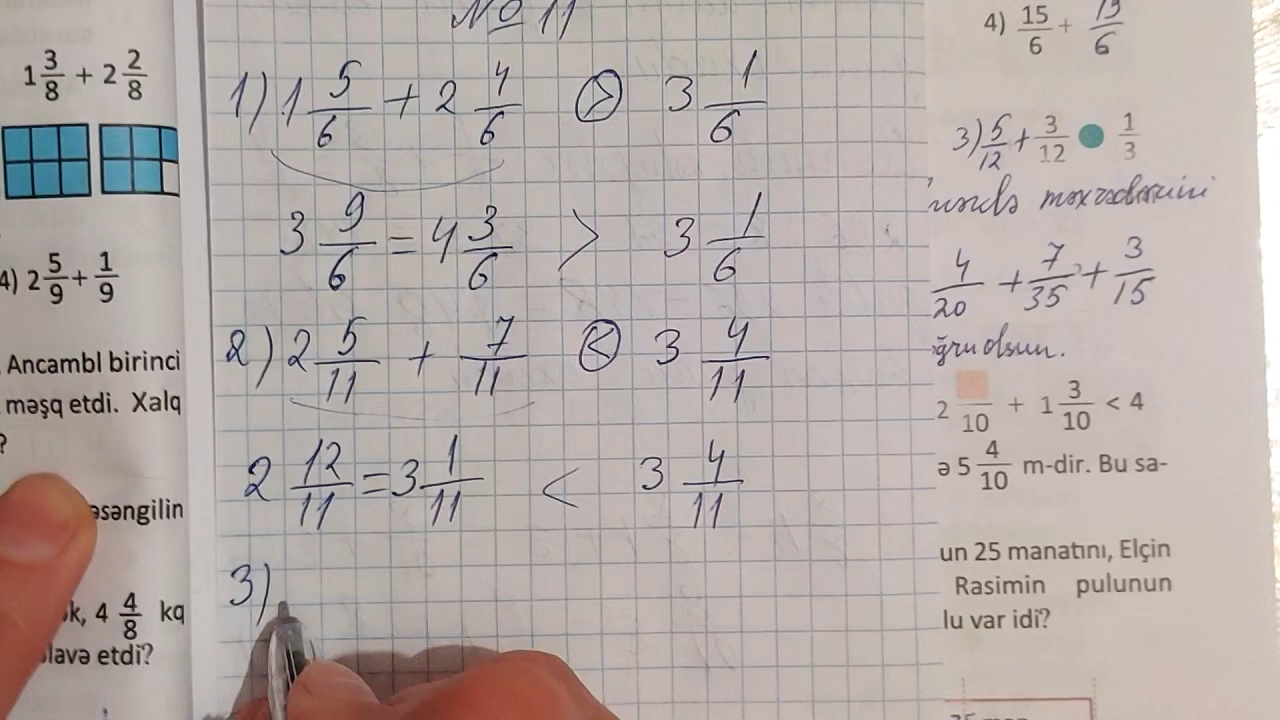 № 11
1 3/8 + 2 2/8
4) 2 5/9 + 1/9
Ancambl birinci
məşq etdi. Xalq
?
əsəngilin
k, 4 4/8 kq
lavə etdi?
1) 1 5/6 + 2 4/6 > 3 1/6
3 9/6 = 4 3/6 > 3 1/6
2) 2 5/11 + 7/11 < 3 4/11
2 12/11 = 3 1/11 < 3 4/11
3)
4) 15/6 + 19/6
3) 5/12 + 3/12 ● 1/3
4/20 + 7/35 + 3/15
ğru olsun.
2 /10 + 1 3/10 < 4
ə 5 4/10 m-dir. Bu sa-
un 25 manatını, Elçin
Rasimin pulunun
lu var idi?